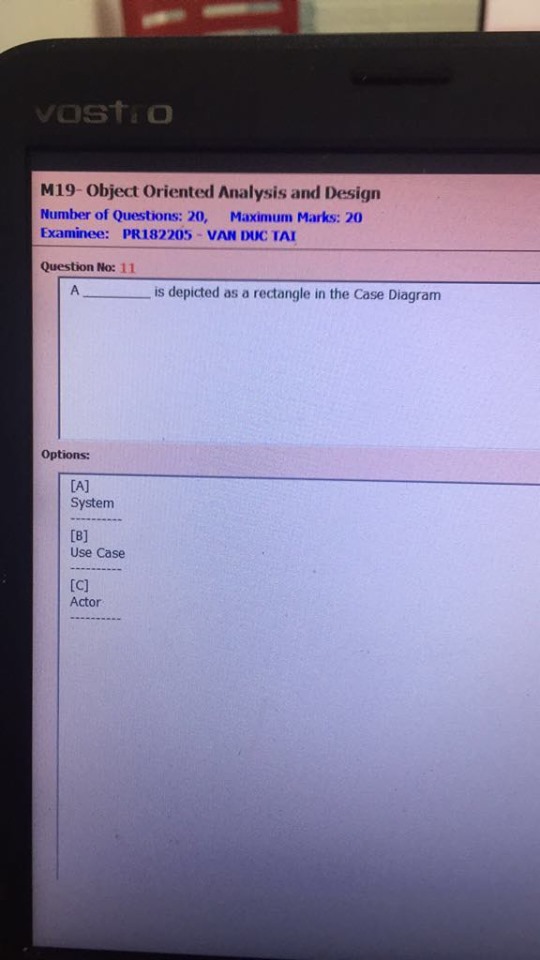 vostro
M19- Object Oriented Analysis and Design
Number of Questions: 20, Maximum Marks: 20
Examinee: PR182205 - VAN DUC TAI
Question No: 11
A __________ is depicted as a rectangle in the Case Diagram
Options:
[A]
System
----------
[B]
Use Case
----------
[C]
Actor
----------